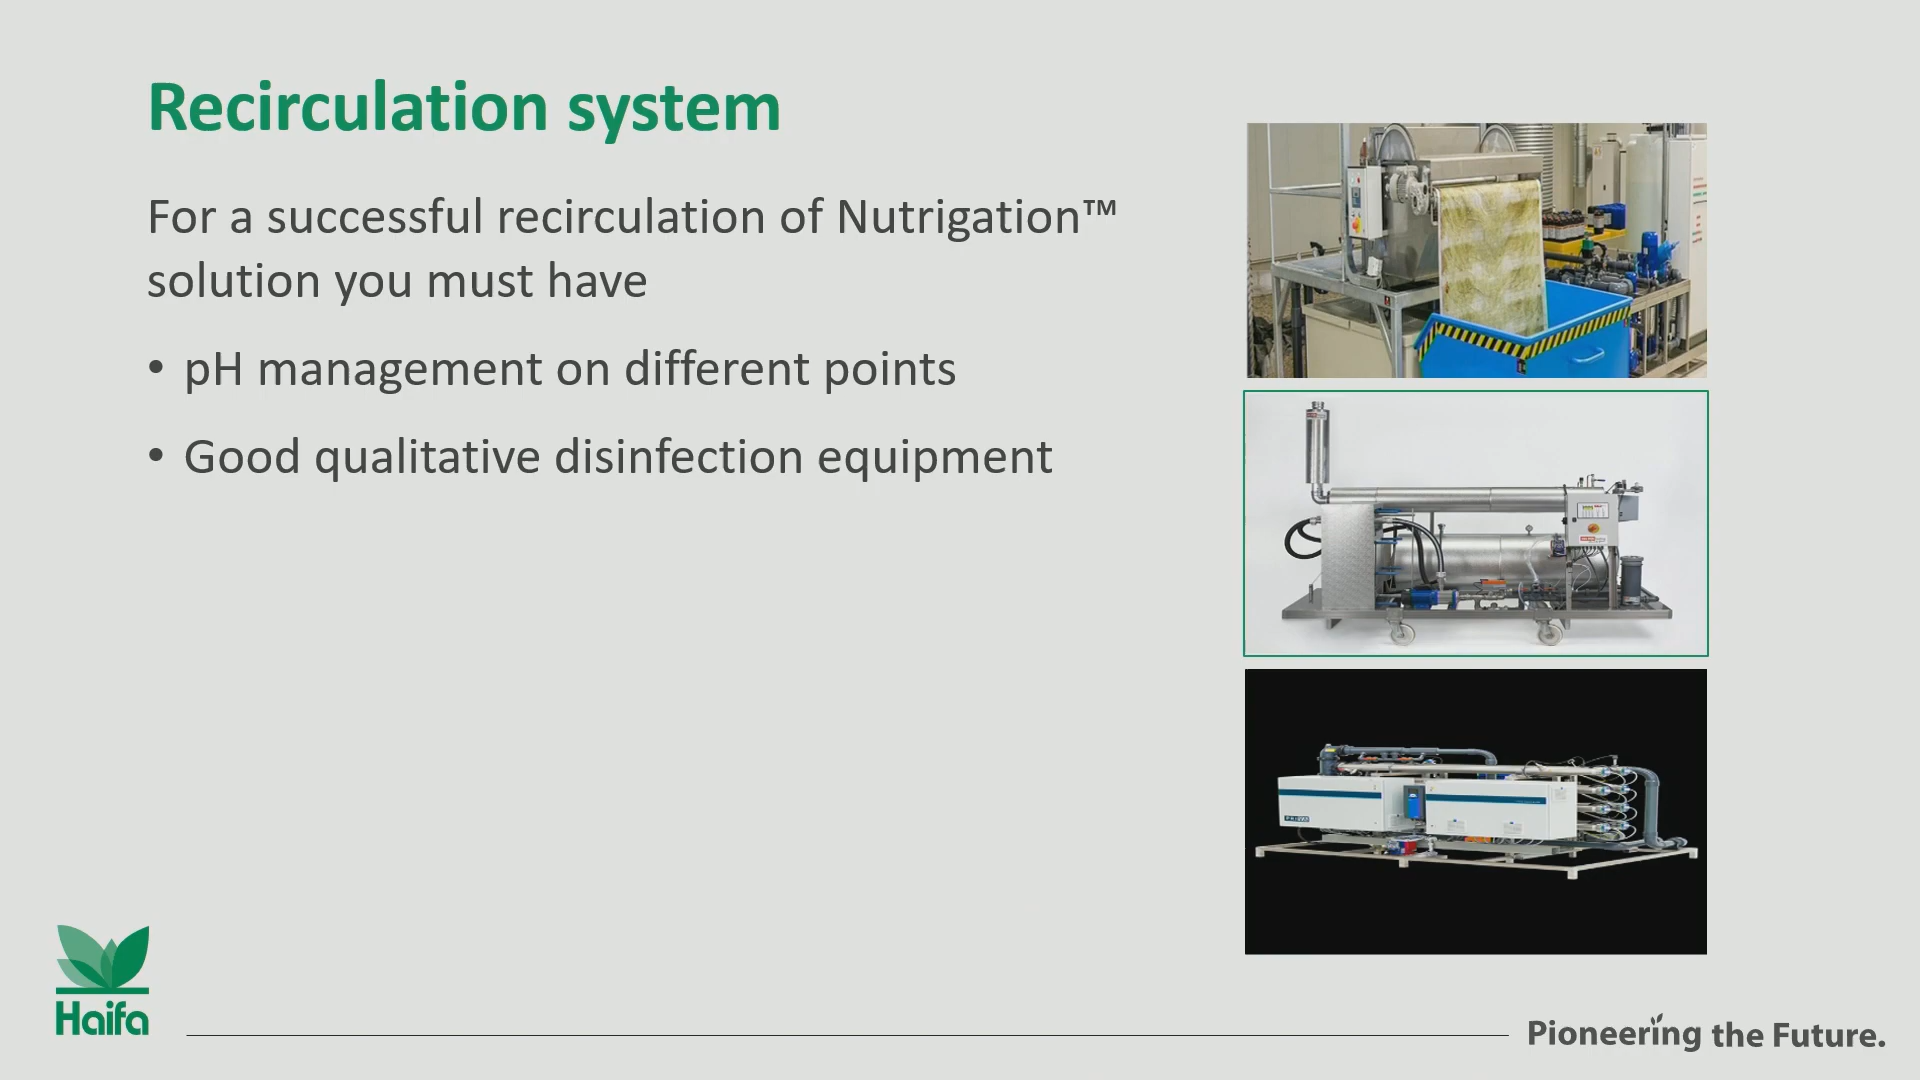 Recirculation system
For a successful recirculation of Nutrigation™
solution you must have
• pH management on different points
• Good qualitative disinfection equipment
Haifa
Pioneering the Future.